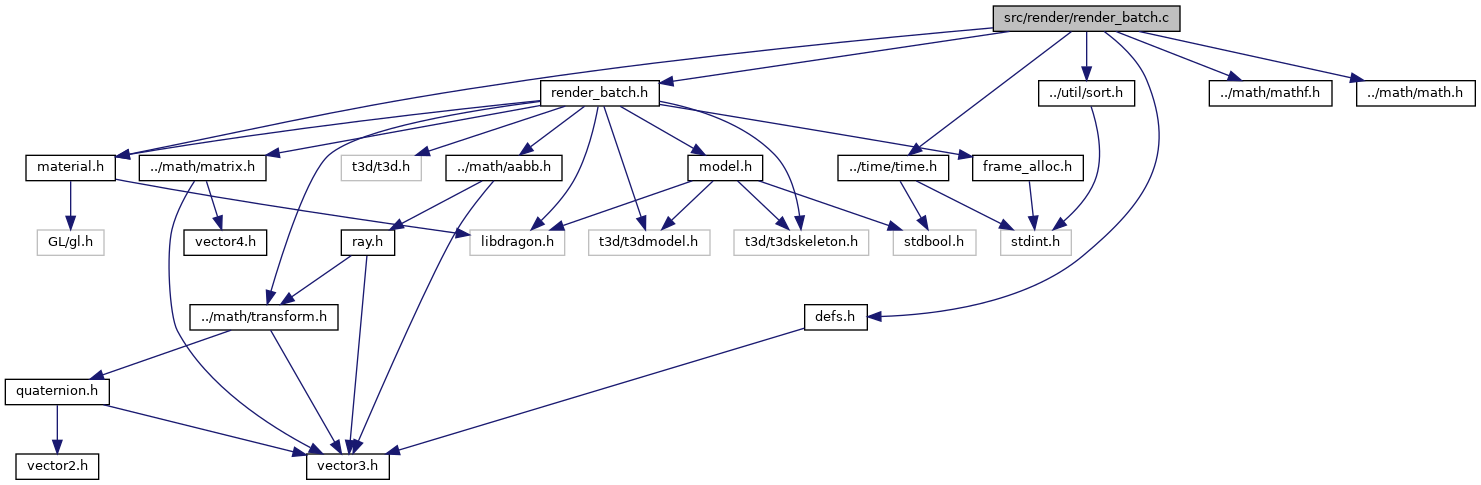 src/render/render_batch.c
render_batch.h
../util/sort.h
../math/mathf.h
../math/math.h
material.h
../math/matrix.h
t3d/t3d.h
../math/aabb.h
model.h
../time/time.h
frame_alloc.h
GL/gl.h
vector4.h
ray.h
libdragon.h
t3d/t3dmodel.h
t3d/t3dskeleton.h
stdbool.h
stdint.h
../math/transform.h
defs.h
quaternion.h
vector2.h
vector3.h